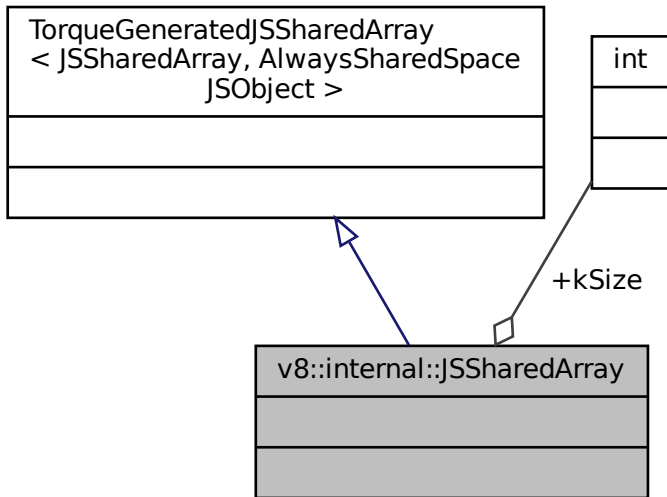 TorqueGeneratedJSSharedArray
< JSSharedArray, AlwaysSharedSpace
JSObject >
int
+kSize
v8::internal::JSSharedArray